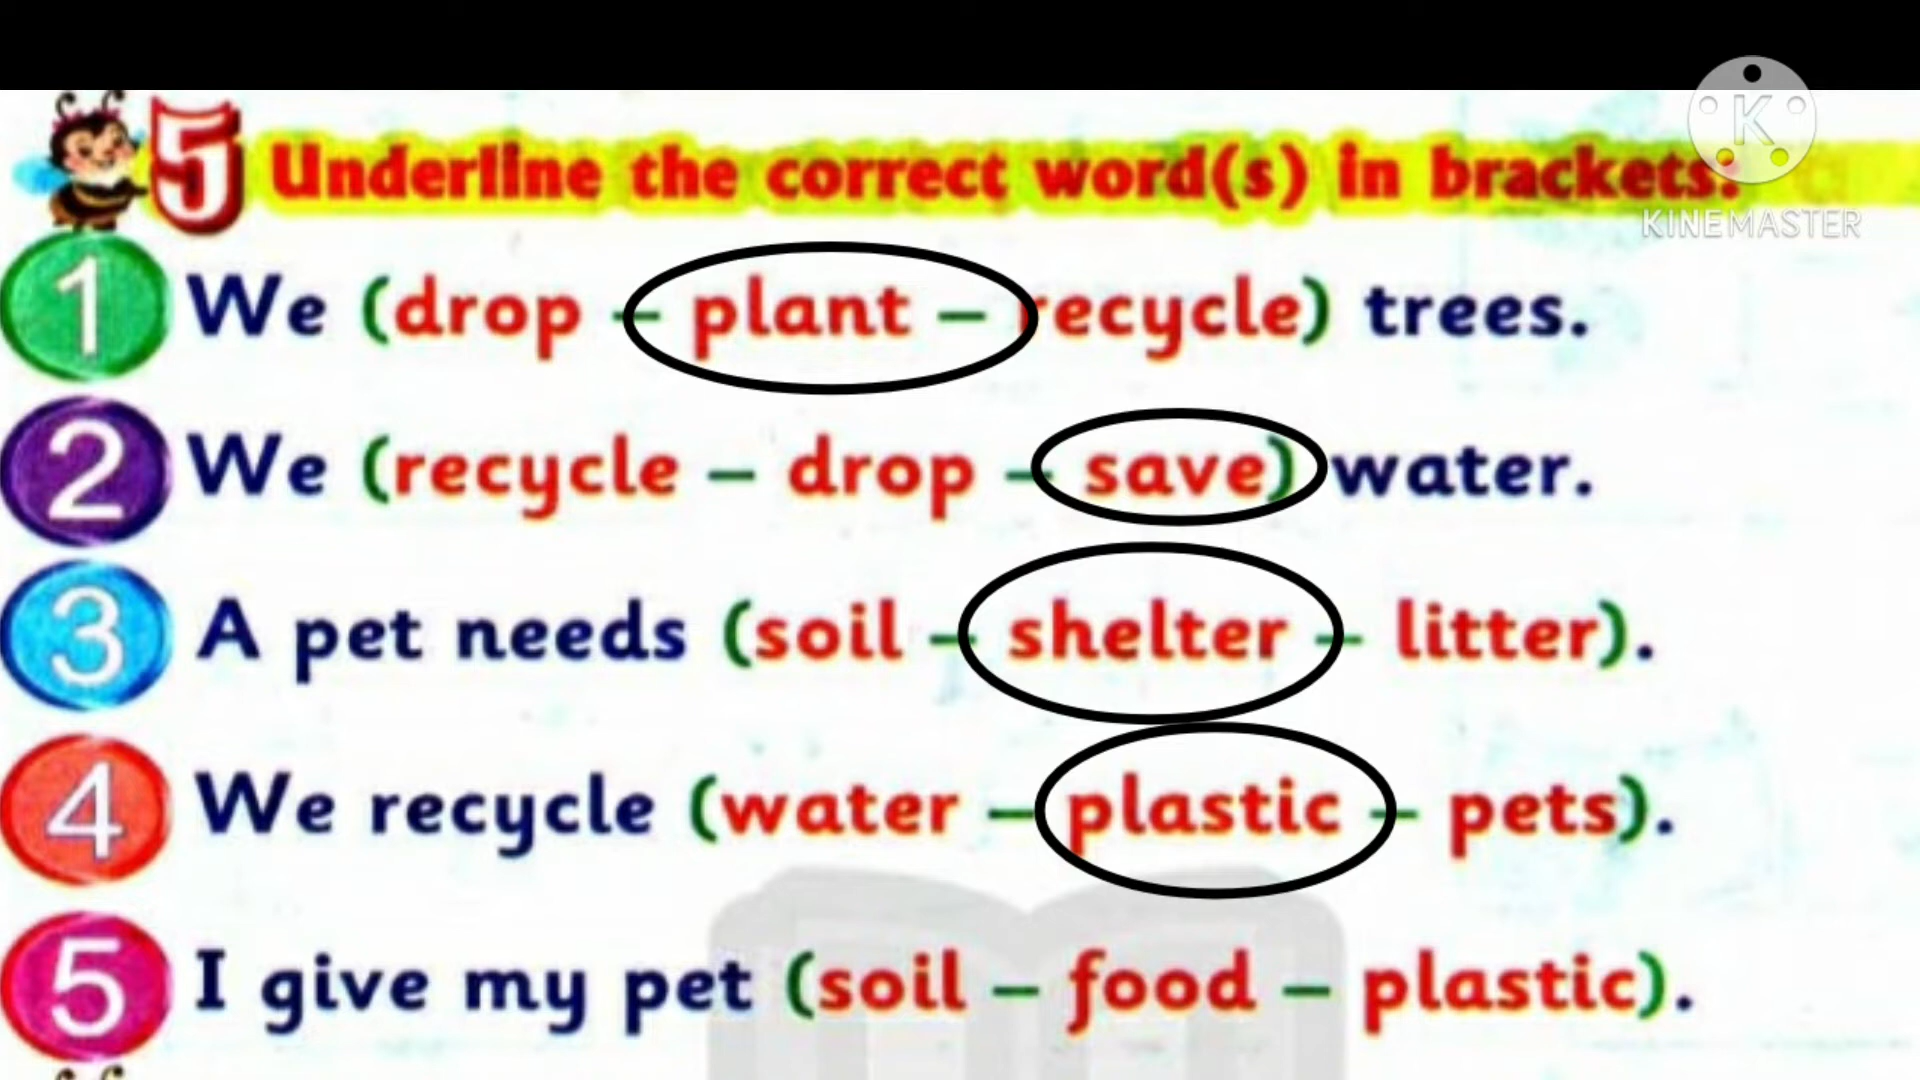 5 Underline the correct word(s) in brackets:
K
KINEMASTER
1 We (drop – plant – recycle) trees.
2 We (recycle – drop – save) water.
3 A pet needs (soil – shelter – litter).
4 We recycle (water – plastic – pets).
5 I give my pet (soil – food – plastic).